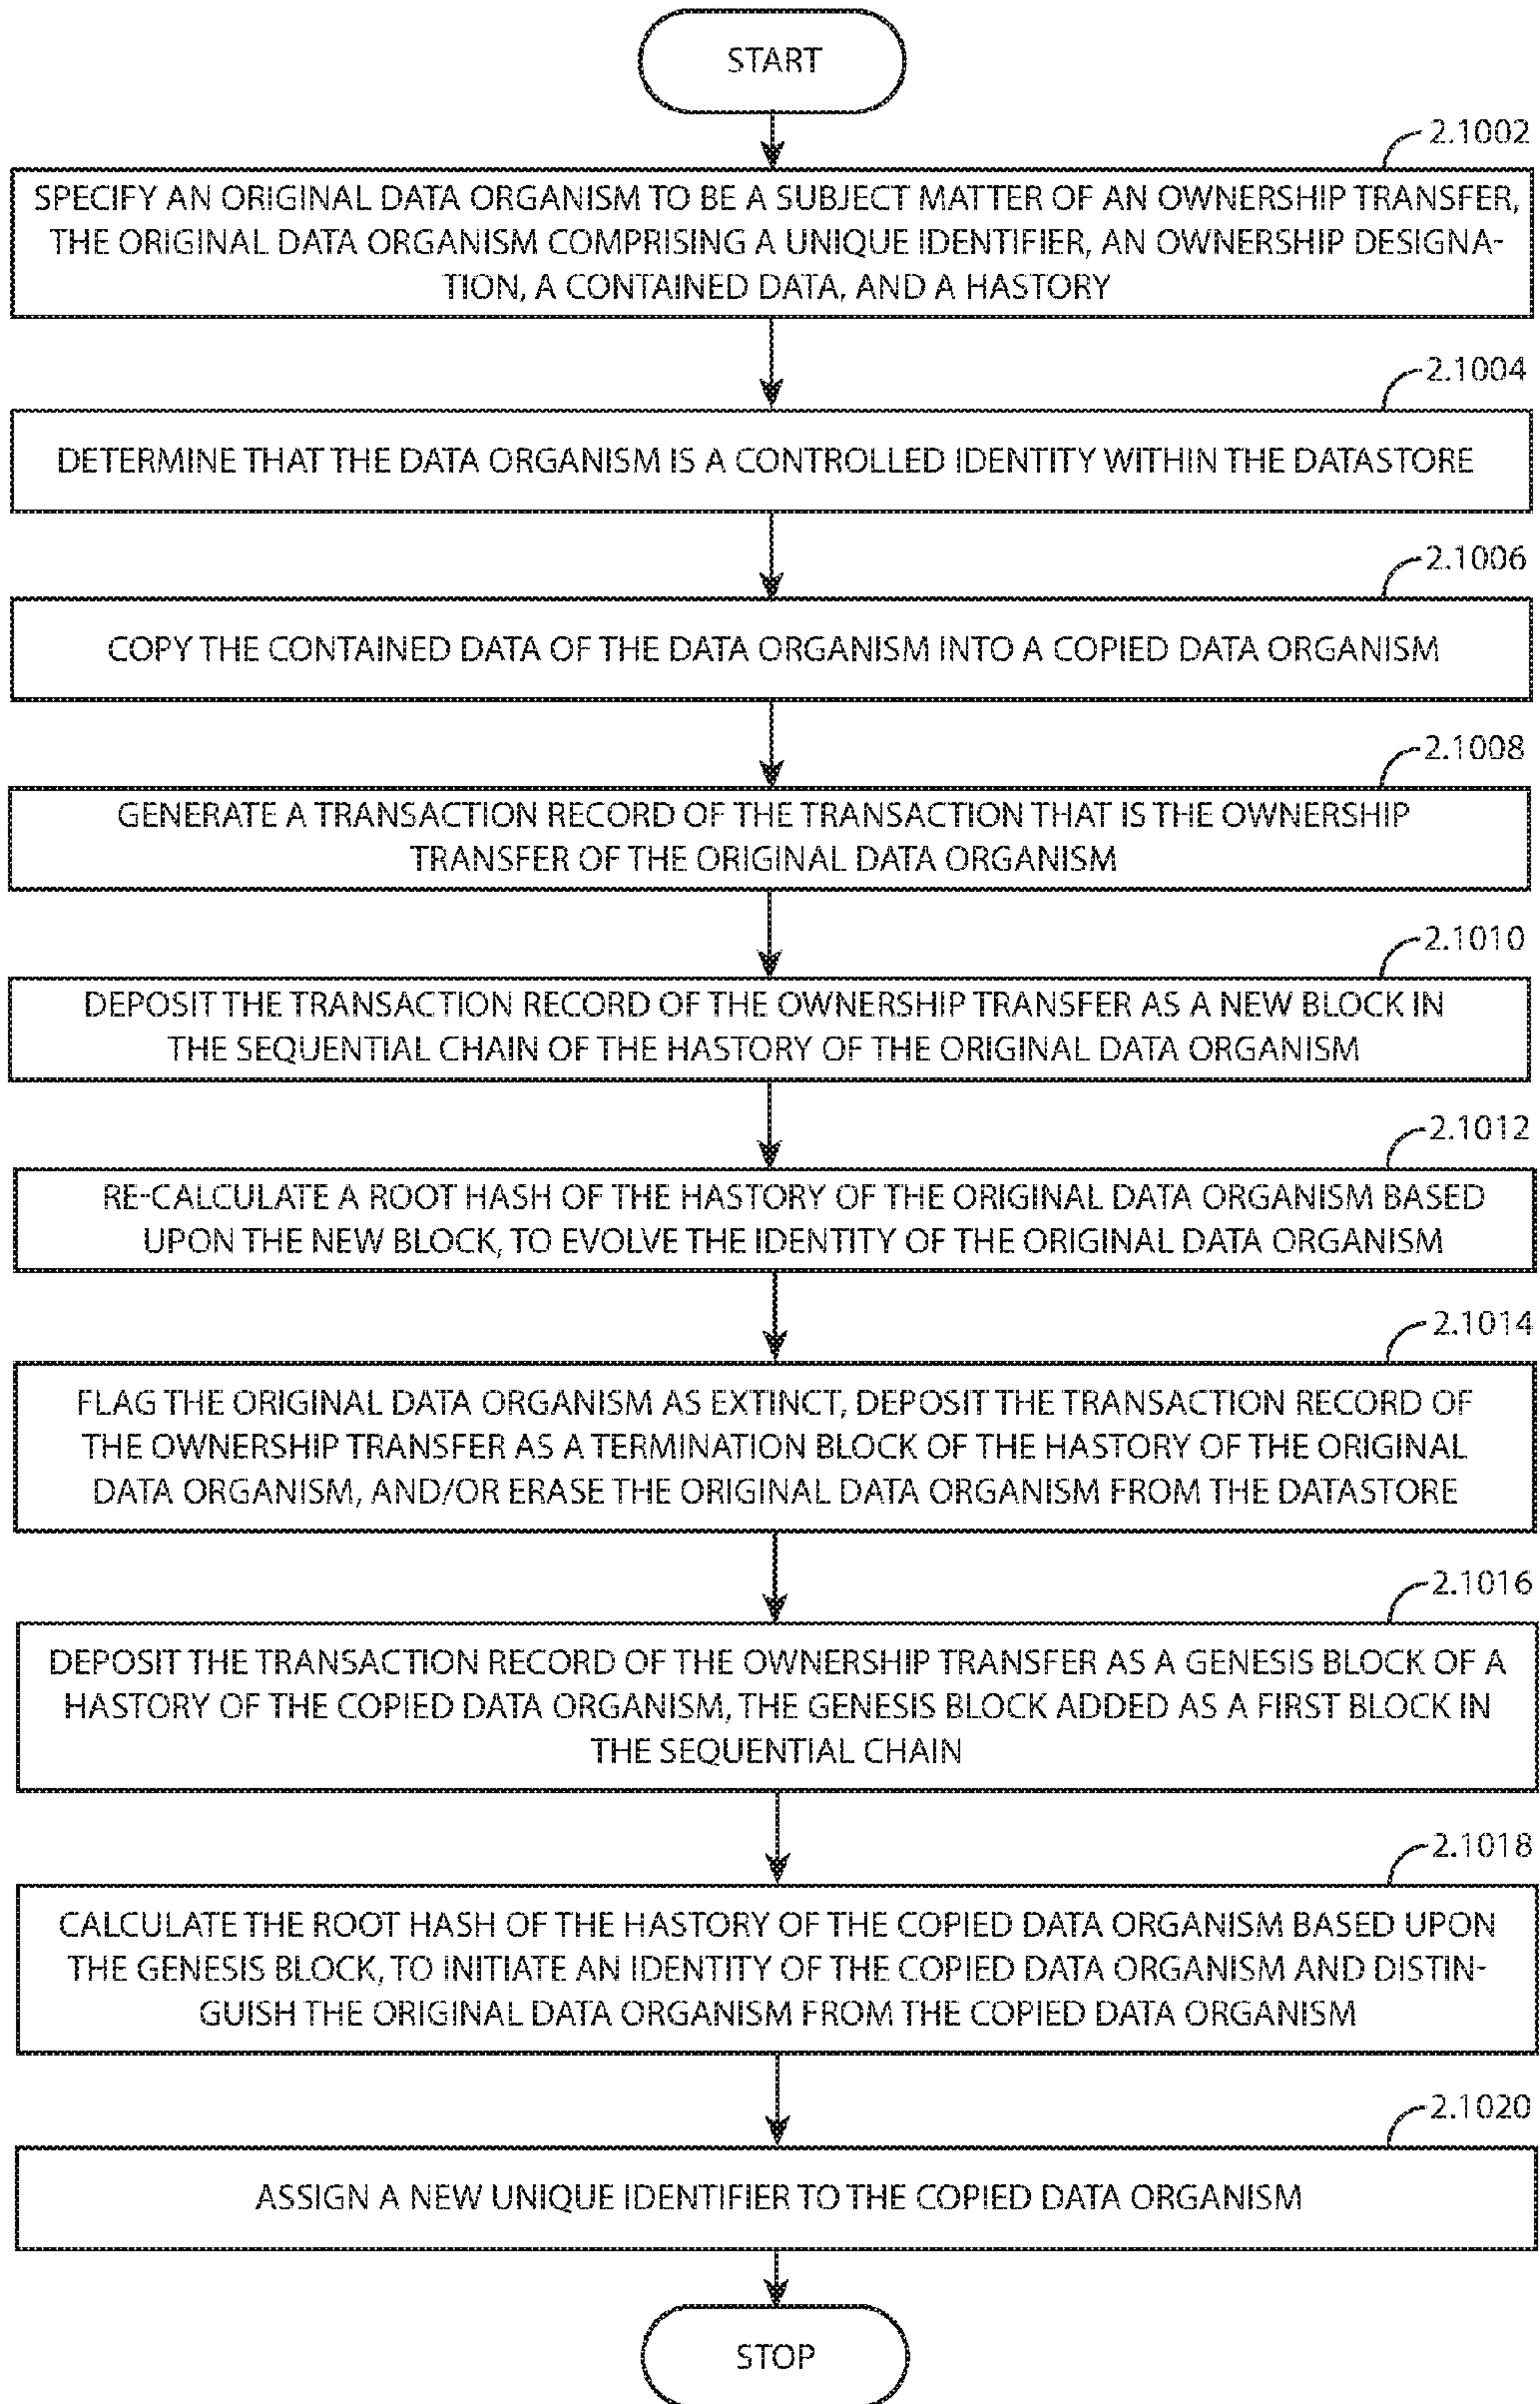 START
2.1002
SPECIFY AN ORIGINAL DATA ORGANISM TO BE A SUBJECT MATTER OF AN OWNERSHIP TRANSFER,
THE ORIGINAL DATA ORGANISM COMPRISING A UNIQUE IDENTIFIER, AN OWNERSHIP DESIGNA-
TION, A CONTAINED DATA, AND A HASTORY
2.1004
DETERMINE THAT THE DATA ORGANISM IS A CONTROLLED IDENTITY WITHIN THE DATASTORE
2.1006
COPY THE CONTAINED DATA OF THE DATA ORGANISM INTO A COPIED DATA ORGANISM
2.1008
GENERATE A TRANSACTION RECORD OF THE TRANSACTION THAT IS THE OWNERSHIP
TRANSFER OF THE ORIGINAL DATA ORGANISM
2.1010
DEPOSIT THE TRANSACTION RECORD OF THE OWNERSHIP TRANSFER AS A NEW BLOCK IN
THE SEQUENTIAL CHAIN OF THE HASTORY OF THE ORIGINAL DATA ORGANISM
2.1012
RE-CALCULATE A ROOT HASH OF THE HASTORY OF THE ORIGINAL DATA ORGANISM BASED
UPON THE NEW BLOCK, TO EVOLVE THE IDENTITY OF THE ORIGINAL DATA ORGANISM
2.1014
FLAG THE ORIGINAL DATA ORGANISM AS EXTINCT, DEPOSIT THE TRANSACTION RECORD OF
THE OWNERSHIP TRANSFER AS A TERMINATION BLOCK OF THE HASTORY OF THE ORIGINAL
DATA ORGANISM, AND/OR ERASE THE ORIGINAL DATA ORGANISM FROM THE DATASTORE
2.1016
DEPOSIT THE TRANSACTION RECORD OF THE OWNERSHIP TRANSFER AS A GENESIS BLOCK OF A
HASTORY OF THE COPIED DATA ORGANISM, THE GENESIS BLOCK ADDED AS A FIRST BLOCK IN
THE SEQUENTIAL CHAIN
2.1018
CALCULATE THE ROOT HASH OF THE HASTORY OF THE COPIED DATA ORGANISM BASED UPON
THE GENESIS BLOCK, TO INITIATE AN IDENTITY OF THE COPIED DATA ORGANISM AND DISTIN-
GUISH THE ORIGINAL DATA ORGANISM FROM THE COPIED DATA ORGANISM
2.1020
ASSIGN A NEW UNIQUE IDENTIFIER TO THE COPIED DATA ORGANISM
STOP